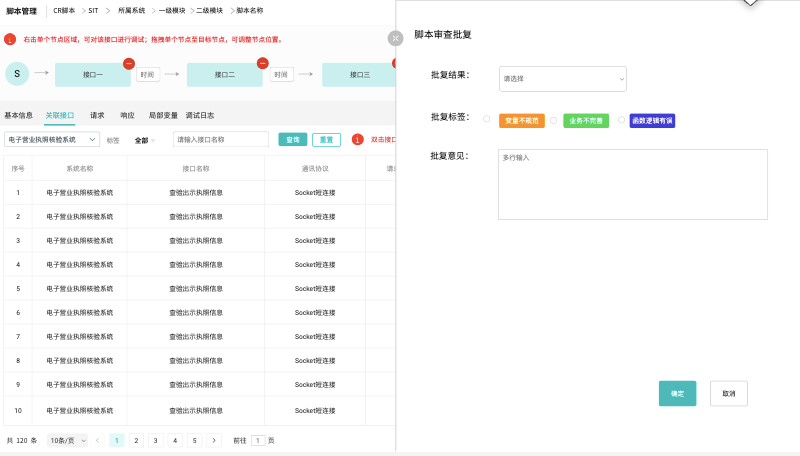 脚本管理 CR脚本 > SIT > 所属系统 > 一级模块 > 二级模块 > 脚本名称
右击单个节点区域，可对该接口进行调试；拖拽单个节点至目标节点，可调整节点位置。
S 接口一 时间 接口二 时间 接口三
基本信息 关联接口 请求 响应 局部变量 调试日志
电子营业执照核验系统 标签 全部 请输入接口名称 查询 重置 双击接口
序号 系统名称 接口名称 通讯协议 请
1 电子营业执照核验系统 查验出示执照信息 Socket短连接
2 电子营业执照核验系统 查验出示执照信息 Socket短连接
3 电子营业执照核验系统 查验出示执照信息 Socket短连接
4 电子营业执照核验系统 查验出示执照信息 Socket短连接
5 电子营业执照核验系统 查验出示执照信息 Socket短连接
6 电子营业执照核验系统 查验出示执照信息 Socket短连接
7 电子营业执照核验系统 查验出示执照信息 Socket短连接
8 电子营业执照核验系统 查验出示执照信息 Socket短连接
9 电子营业执照核验系统 查验出示执照信息 Socket短连接
10 电子营业执照核验系统 查验出示执照信息 Socket短连接
共 120 条 10条/页 < 1 2 3 4 5 > 前往 1 页
脚本审查批复
批复结果： 请选择
批复标签： 变量不规范 业务不完善 函数逻辑有误
批复意见： 多行输入
确定 取消